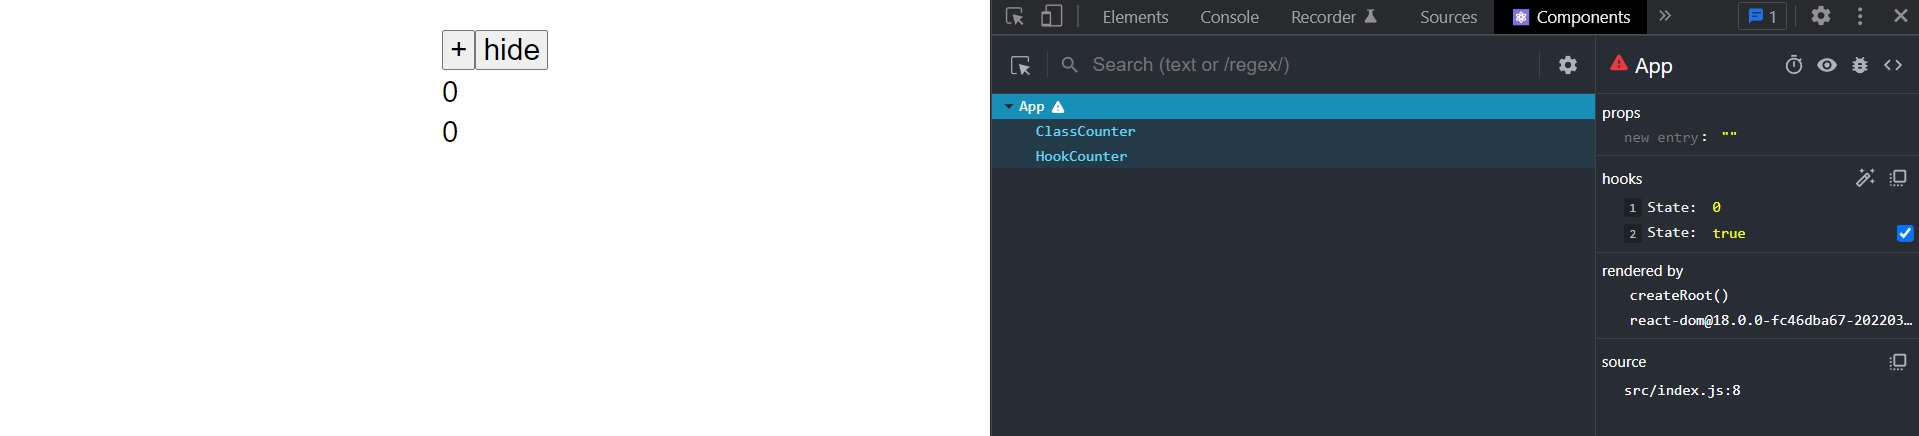 + hide
0
0
Elements Console Recorder Sources Components 1
Search (text or /regex/)
App
ClassCounter
HookCounter
App
props
new entry: ""
hooks
1 State: 0
2 State: true
rendered by
createRoot()
react-dom@18.0.0-fc46dba67-202203…
source
src/index.js:8